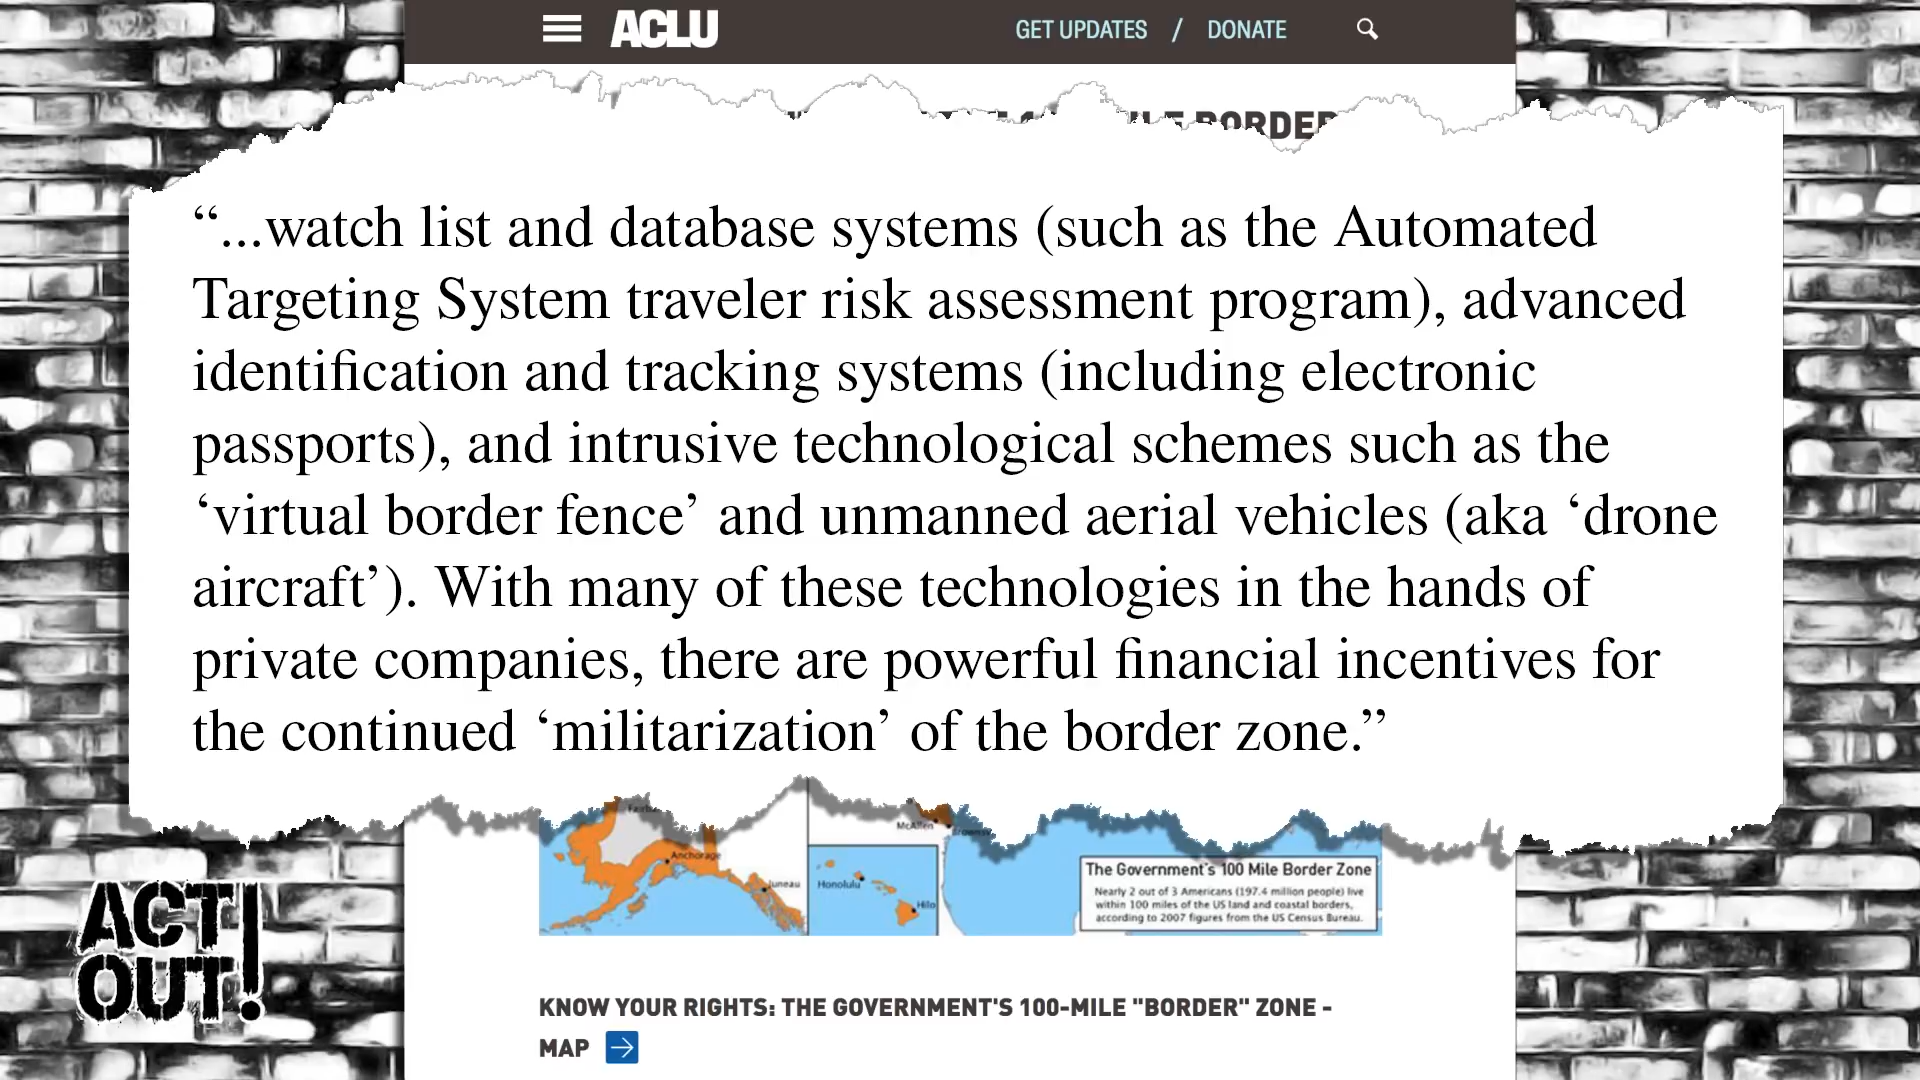 ACLU
GET UPDATES / DONATE
BORDER
“...watch list and database systems (such as the Automated
Targeting System traveler risk assessment program), advanced
identification and tracking systems (including electronic
passports), and intrusive technological schemes such as the
‘virtual border fence’ and unmanned aerial vehicles (aka ‘drone
aircraft’). With many of these technologies in the hands of
private companies, there are powerful financial incentives for
the continued ‘militarization’ of the border zone.”
McAllen
Anchorage
Juneau
Honolulu
Hilo
The Government's 100 Mile Border Zone
Nearly 2 out of 3 Americans (197.4 million people) live
within 100 miles of the US land and coastal borders,
according to 2007 figures from the US Census Bureau.
ACT
OUT!
KNOW YOUR RIGHTS: THE GOVERNMENT'S 100-MILE "BORDER" ZONE -
MAP